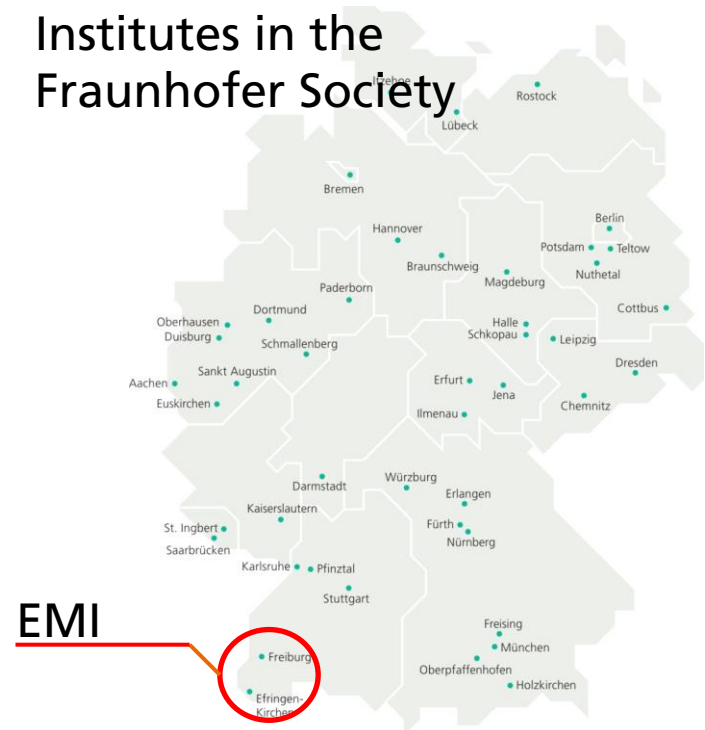 Institutes in the
Fraunhofer Society
Itzehoe
Rostock
Lübeck
Bremen
Hannover
Berlin
Potsdam
Teltow
Braunschweig
Nuthetal
Magdeburg
Paderborn
Cottbus
Dortmund
Oberhausen
Halle
Duisburg
Schkopau
Leipzig
Schmallenberg
Dresden
Sankt Augustin
Aachen
Erfurt
Jena
Euskirchen
Chemnitz
Ilmenau
Würzburg
Darmstadt
Erlangen
Kaiserslautern
St. Ingbert
Fürth
Nürnberg
Saarbrücken
Karlsruhe
Pfinztal
Stuttgart
EMI
Freising
München
Freiburg
Oberpfaffenhofen
Holzkirchen
Efringen-
Kirchen